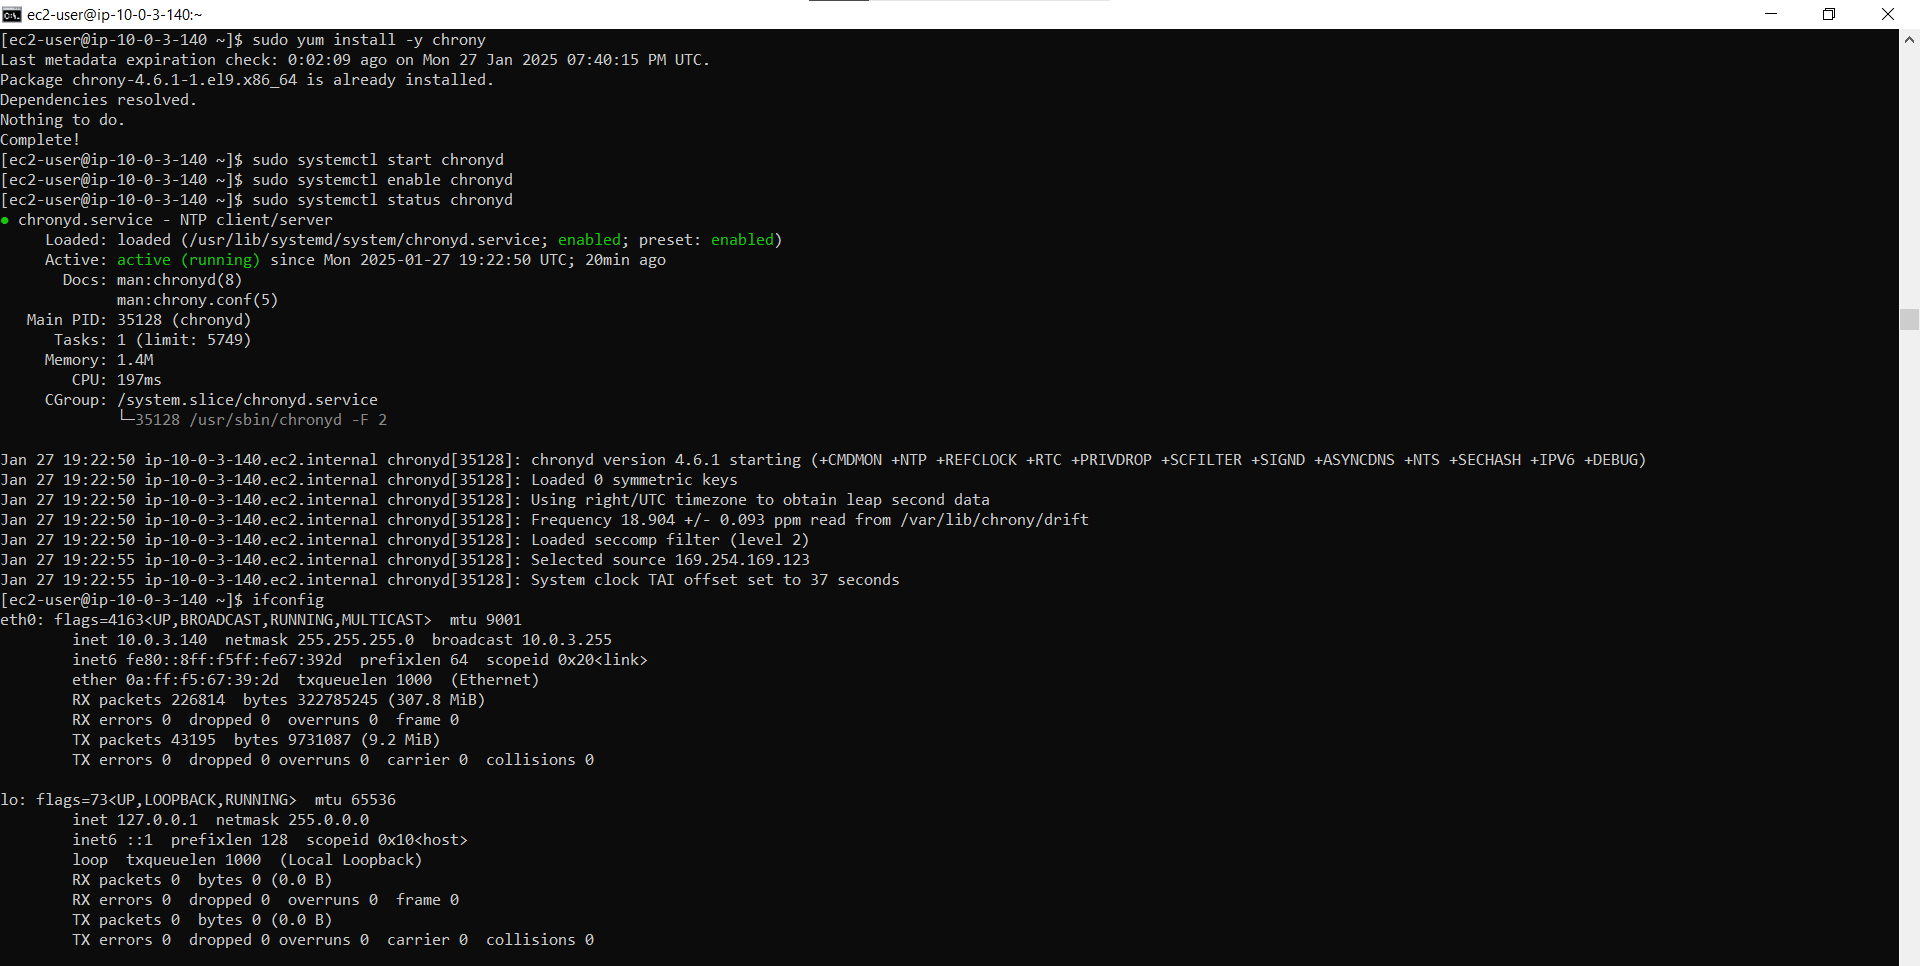 ec2-user@ip-10-0-3-140:~
[ec2-user@ip-10-0-3-140 ~]$ sudo yum install -y chrony
Last metadata expiration check: 0:02:09 ago on Mon 27 Jan 2025 07:40:15 PM UTC.
Package chrony-4.6.1-1.el9.x86_64 is already installed.
Dependencies resolved.
Nothing to do.
Complete!
[ec2-user@ip-10-0-3-140 ~]$ sudo systemctl start chronyd
[ec2-user@ip-10-0-3-140 ~]$ sudo systemctl enable chronyd
[ec2-user@ip-10-0-3-140 ~]$ sudo systemctl status chronyd
● chronyd.service - NTP client/server
     Loaded: loaded (/usr/lib/systemd/system/chronyd.service; enabled; preset: enabled)
     Active: active (running) since Mon 2025-01-27 19:22:50 UTC; 20min ago
       Docs: man:chronyd(8)
             man:chrony.conf(5)
   Main PID: 35128 (chronyd)
      Tasks: 1 (limit: 5749)
     Memory: 1.4M
        CPU: 197ms
     CGroup: /system.slice/chronyd.service
             └─35128 /usr/sbin/chronyd -F 2
Jan 27 19:22:50 ip-10-0-3-140.ec2.internal chronyd[35128]: chronyd version 4.6.1 starting (+CMDMON +NTP +REFCLOCK +RTC +PRIVDROP +SCFILTER +SIGND +ASYNCDNS +NTS +SECHASH +IPV6 +DEBUG)
Jan 27 19:22:50 ip-10-0-3-140.ec2.internal chronyd[35128]: Loaded 0 symmetric keys
Jan 27 19:22:50 ip-10-0-3-140.ec2.internal chronyd[35128]: Using right/UTC timezone to obtain leap second data
Jan 27 19:22:50 ip-10-0-3-140.ec2.internal chronyd[35128]: Frequency 18.904 +/- 0.093 ppm read from /var/lib/chrony/drift
Jan 27 19:22:50 ip-10-0-3-140.ec2.internal chronyd[35128]: Loaded seccomp filter (level 2)
Jan 27 19:22:55 ip-10-0-3-140.ec2.internal chronyd[35128]: Selected source 169.254.169.123
Jan 27 19:22:55 ip-10-0-3-140.ec2.internal chronyd[35128]: System clock TAI offset set to 37 seconds
[ec2-user@ip-10-0-3-140 ~]$ ifconfig
eth0: flags=4163<UP,BROADCAST,RUNNING,MULTICAST>  mtu 9001
        inet 10.0.3.140  netmask 255.255.255.0  broadcast 10.0.3.255
        inet6 fe80::8ff:f5ff:fe67:392d  prefixlen 64  scopeid 0x20<link>
        ether 0a:ff:f5:67:39:2d  txqueuelen 1000  (Ethernet)
        RX packets 226814  bytes 322785245 (307.8 MiB)
        RX errors 0  dropped 0  overruns 0  frame 0
        TX packets 43195  bytes 9731087 (9.2 MiB)
        TX errors 0  dropped 0 overruns 0  carrier 0  collisions 0
lo: flags=73<UP,LOOPBACK,RUNNING>  mtu 65536
        inet 127.0.0.1  netmask 255.0.0.0
        inet6 ::1  prefixlen 128  scopeid 0x10<host>
        loop  txqueuelen 1000  (Local Loopback)
        RX packets 0  bytes 0 (0.0 B)
        RX errors 0  dropped 0  overruns 0  frame 0
        TX packets 0  bytes 0 (0.0 B)
        TX errors 0  dropped 0 overruns 0  carrier 0  collisions 0